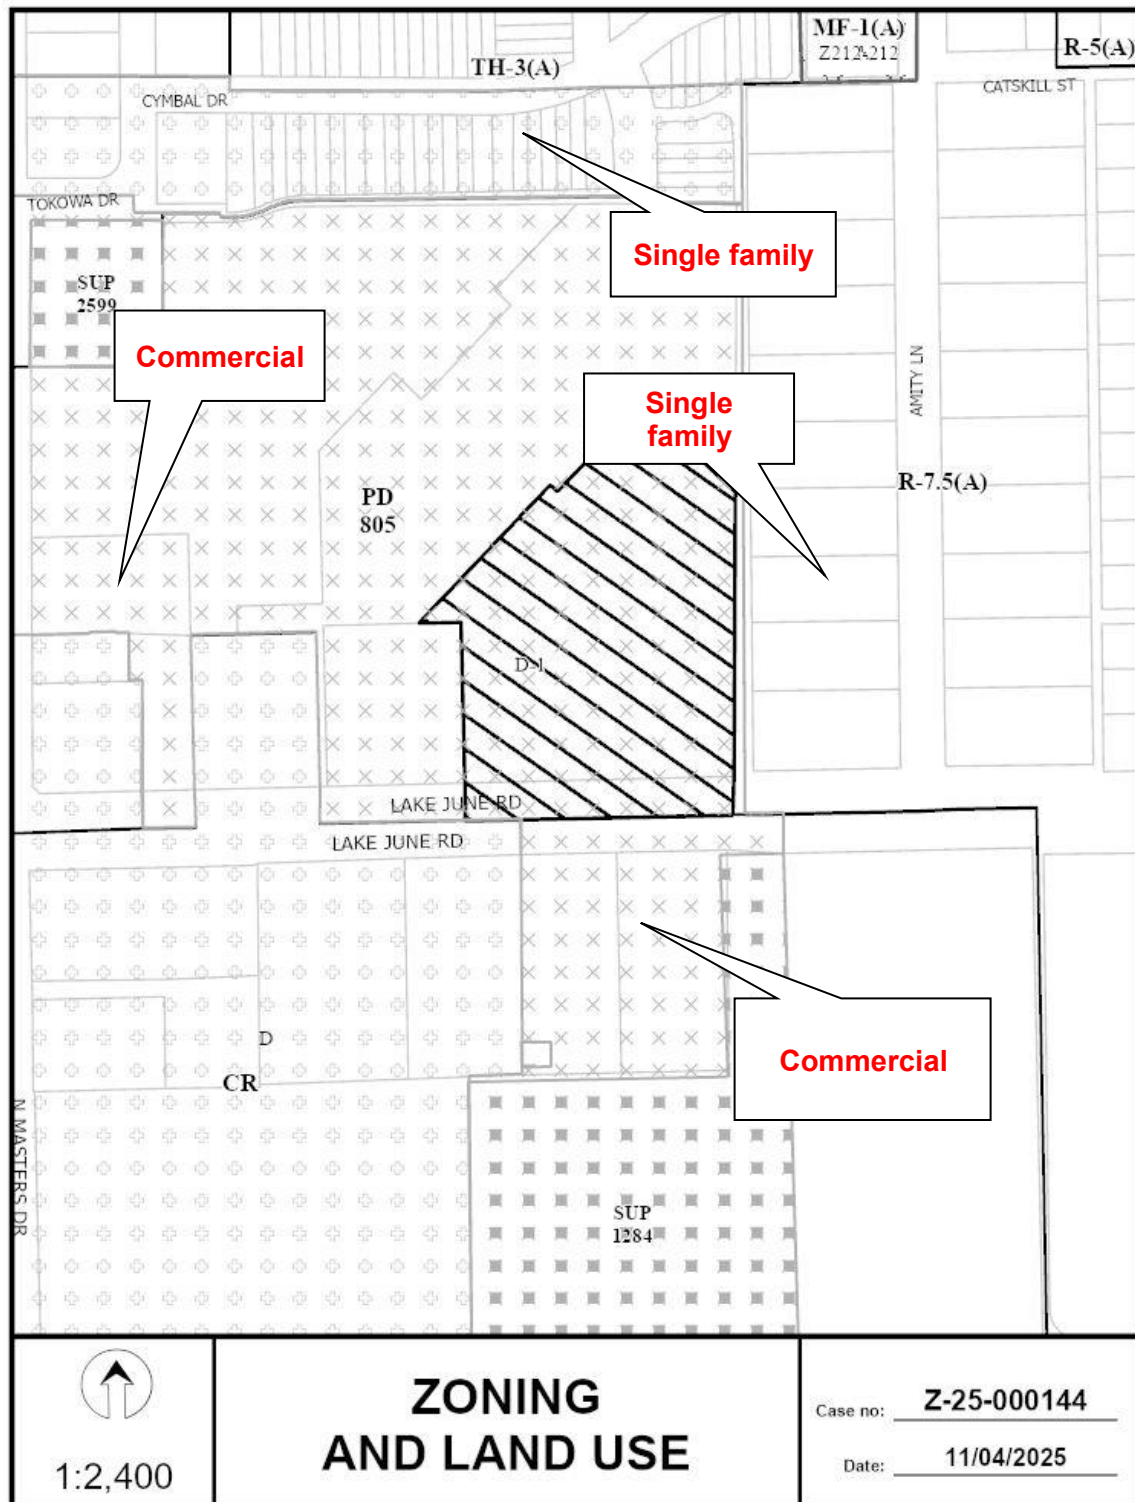 MF-1(A)
Z212-212
R-5(A)
TH-3(A)
CATSKILL ST
CYMBAL DR
TOKOWA DR
Single family
SUP
2599
Commercial
Single
family
AMITY LN
R-7.5(A)
PD
805
D-1
LAKE JUNE RD
LAKE JUNE RD
Commercial
D
CR
N MASTERS DR
SUP
1284
1:2,400
ZONING
AND LAND USE
Case no: Z-25-000144
Date: 11/04/2025